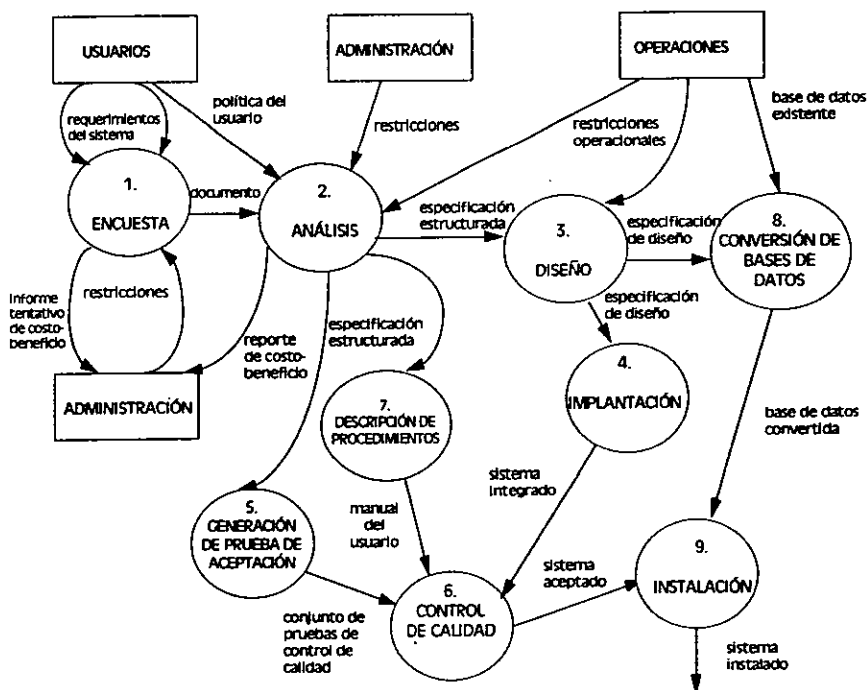 USUARIOS
ADMINISTRACIÓN
OPERACIONES
requerimientos
del sistema
política del
usuario
restricciones
restricciones
operacionales
base de datos
existente
1.
ENCUESTA
documento
2.
ANÁLISIS
especificación
estructurada
3.
DISEÑO
especificación
de diseño
8.
CONVERSIÓN DE
BASES DE
DATOS
Informe
tentativo
de costo-
beneficio
restricciones
reporte
de costo-
beneficio
especificación
estructurada
especificación
de diseño
ADMINISTRACIÓN
7.
DESCRIPCIÓN DE
PROCEDIMIENTOS
4.
IMPLANTACIÓN
base de datos
convertida
5.
GENERACIÓN
DE PRUEBA DE
ACEPTACIÓN
manual
del
usuario
sistema
integrado
9.
INSTALACIÓN
sistema
aceptado
6.
CONTROL
DE CALIDAD
conjunto de
pruebas de
control de
calidad
sistema
instalado